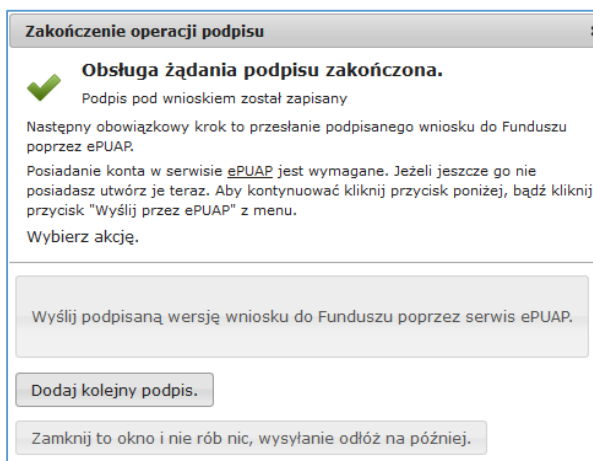 Zakończenie operacji podpisu
Obsługa żądania podpisu zakończona.
Podpis pod wnioskiem został zapisany
Następny obowiązkowy krok to przesłanie podpisanego wniosku do Funduszu
poprzez ePUAP.
Posiadanie konta w serwisie ePUAP jest wymagane. Jeżeli jeszcze go nie
posiadasz utwórz je teraz. Aby kontynuować kliknij przycisk poniżej, bądź kliknij
przycisk "Wyślij przez ePUAP" z menu.
Wybierz akcję.
Wyślij podpisaną wersję wniosku do Funduszu poprzez serwis ePUAP.
Dodaj kolejny podpis.
Zamknij to okno i nie rób nic, wysyłanie odłóż na później.